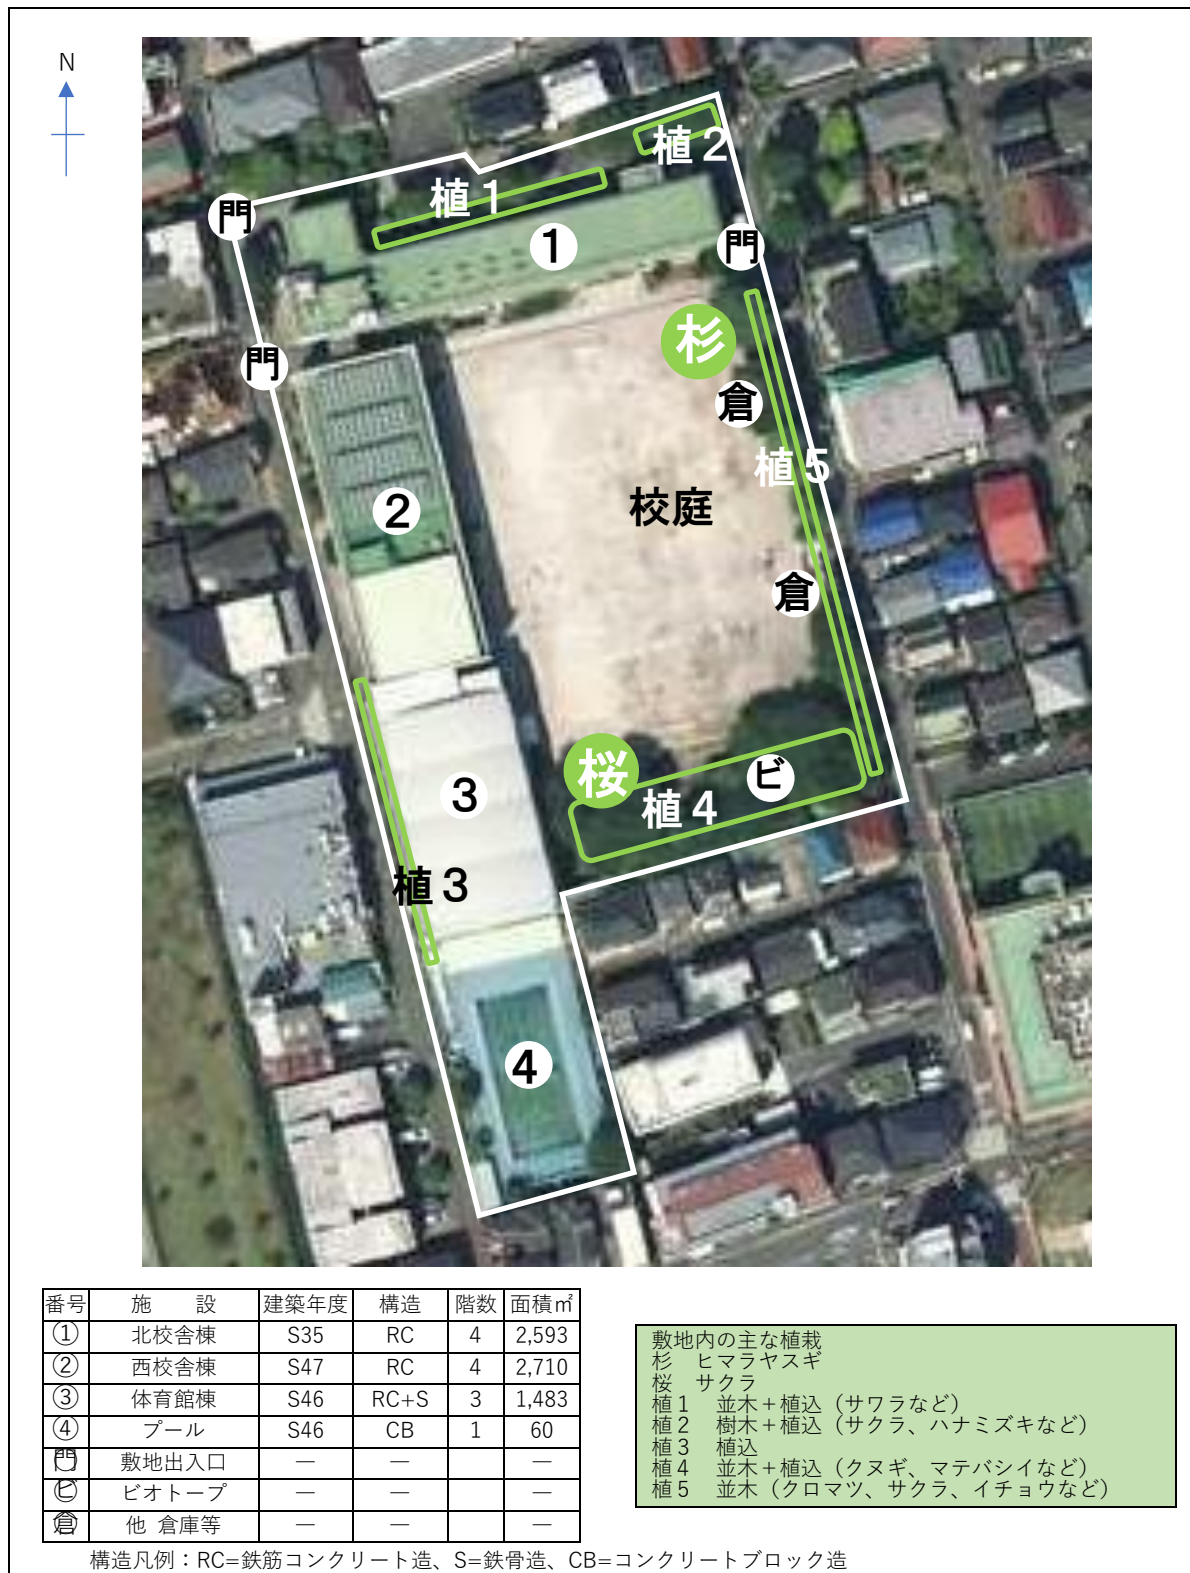 N
植２
植１
門
①
門
杉
門
倉
植５
②
校庭
倉
桜
ビ
③
植４
植３
④
番号 施　設 建築年度 構造 階数 面積㎡
① 北校舎棟 S35 RC 4 2,593
② 西校舎棟 S47 RC 4 2,710
③ 体育館棟 S46 RC+S 3 1,483
④ プール S46 CB 1 60
門 敷地出入口 ― ― ―
ビ ビオトープ ― ― ―
倉 他 倉庫等 ― ― ―
構造凡例：RC=鉄筋コンクリート造、S=鉄骨造、CB=コンクリートブロック造
敷地内の主な植栽
杉　ヒマラヤスギ
桜　サクラ
植１　並木＋植込（サワラなど）
植２　樹木＋植込（サクラ、ハナミズキなど）
植３　植込
植４　並木＋植込（クヌギ、マテバシイなど）
植５　並木（クロマツ、サクラ、イチョウなど）